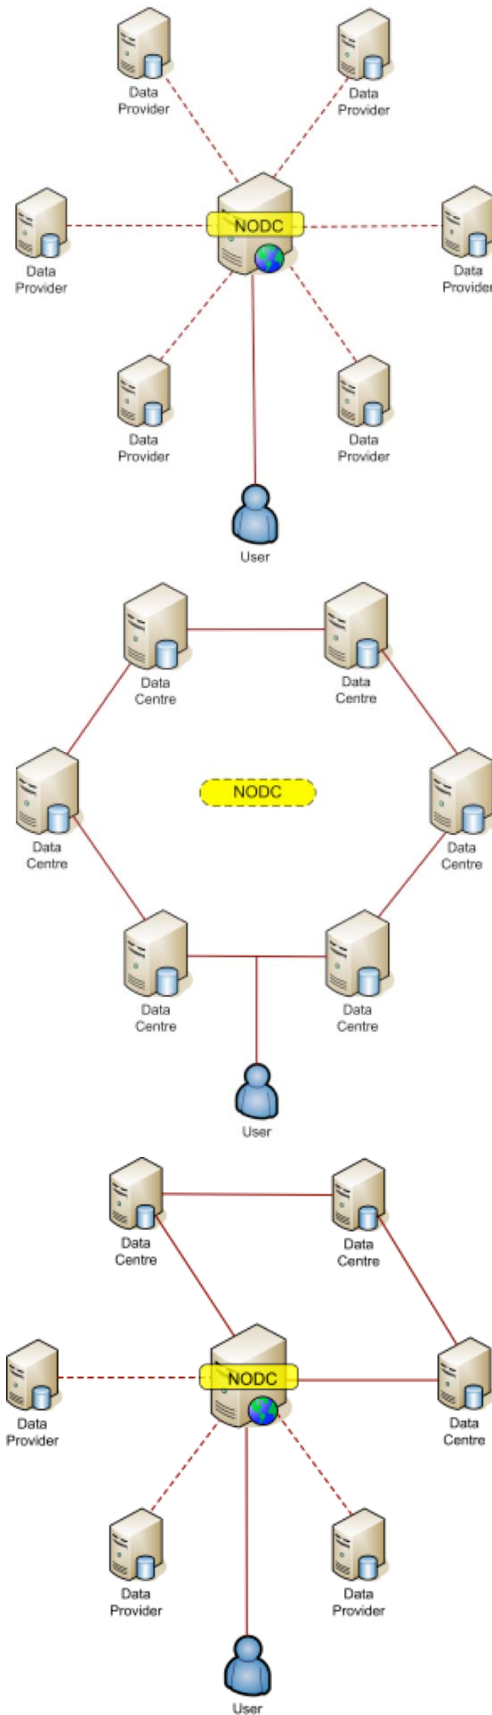 Data
Provider
Data
Provider
NODC
Data
Provider
Data
Provider
Data
Provider
Data
Provider
User
Data
Centre
Data
Centre
NODC
Data
Centre
Data
Centre
Data
Centre
Data
Centre
User
Data
Centre
Data
Centre
NODC
Data
Provider
Data
Centre
Data
Provider
Data
Provider
User